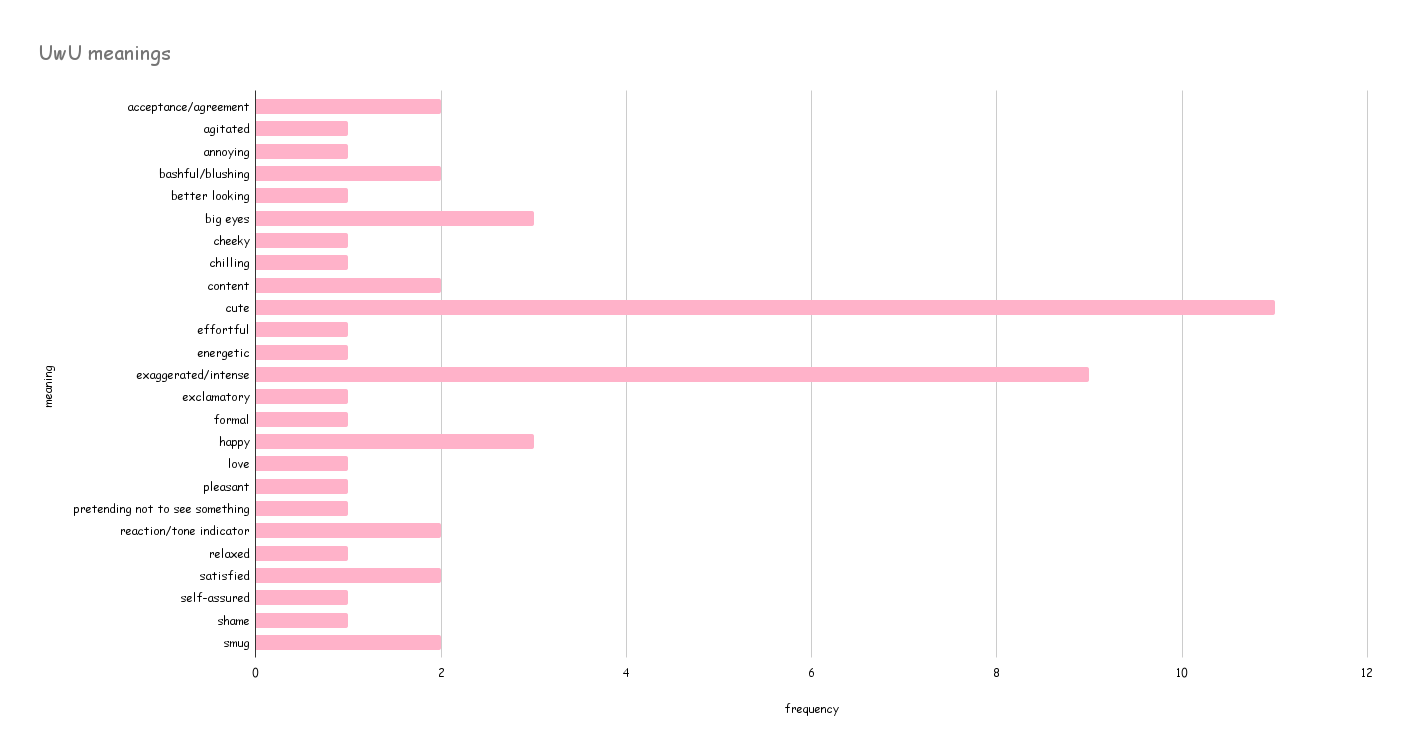 UwU meanings
acceptance/agreement
agitated
annoying
bashful/blushing
better looking
big eyes
cheeky
chilling
content
cute
effortful
energetic
exaggerated/intense
exclamatory
formal
happy
love
pleasant
pretending not to see something
reaction/tone indicator
relaxed
satisfied
self-assured
shame
smug
meaning
0 2 4 6 8 10 12
frequency